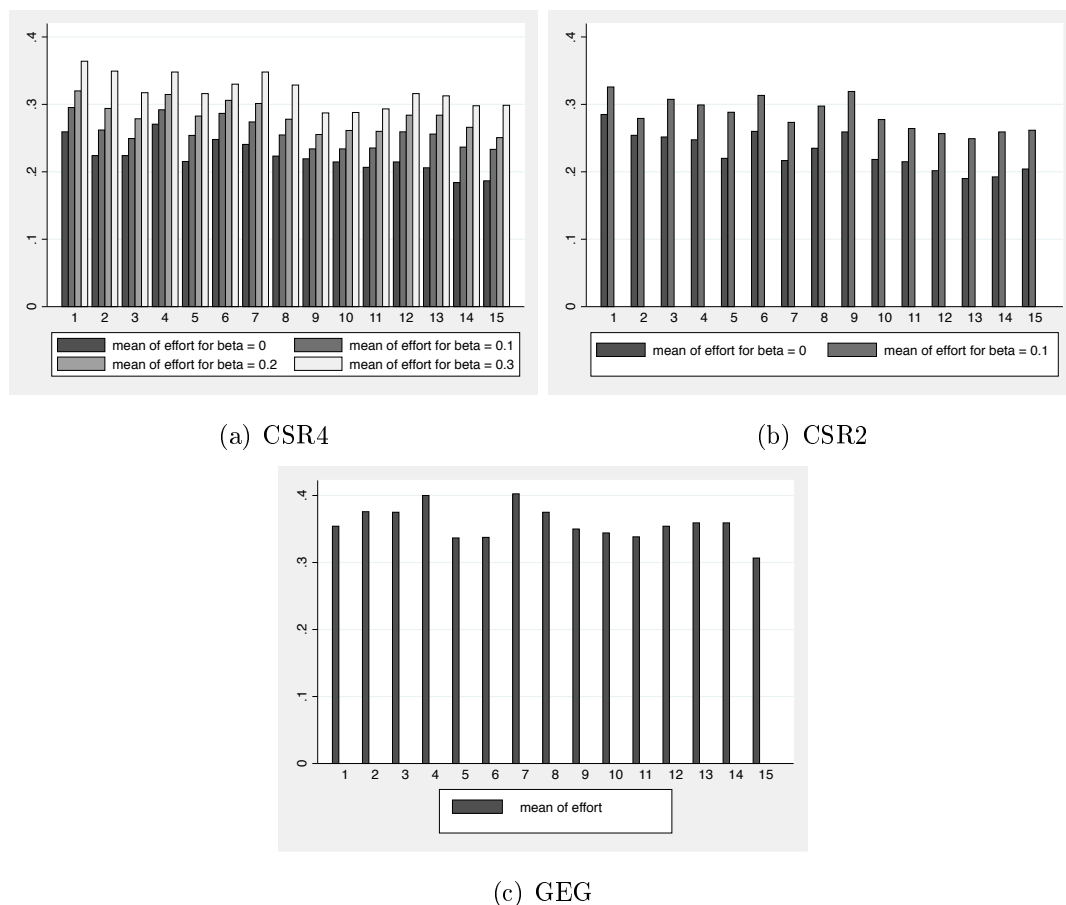 .4
.3
.2
.1
0
1 2 3 4 5 6 7 8 9 10 11 12 13 14 15
mean of effort for beta = 0 mean of effort for beta = 0.1
mean of effort for beta = 0.2 mean of effort for beta = 0.3
(a) CSR4
.4
.3
.2
.1
0
1 2 3 4 5 6 7 8 9 10 11 12 13 14 15
mean of effort for beta = 0 mean of effort for beta = 0.1
(b) CSR2
.4
.3
.2
.1
0
1 2 3 4 5 6 7 8 9 10 11 12 13 14 15
mean of effort
(c) GEG